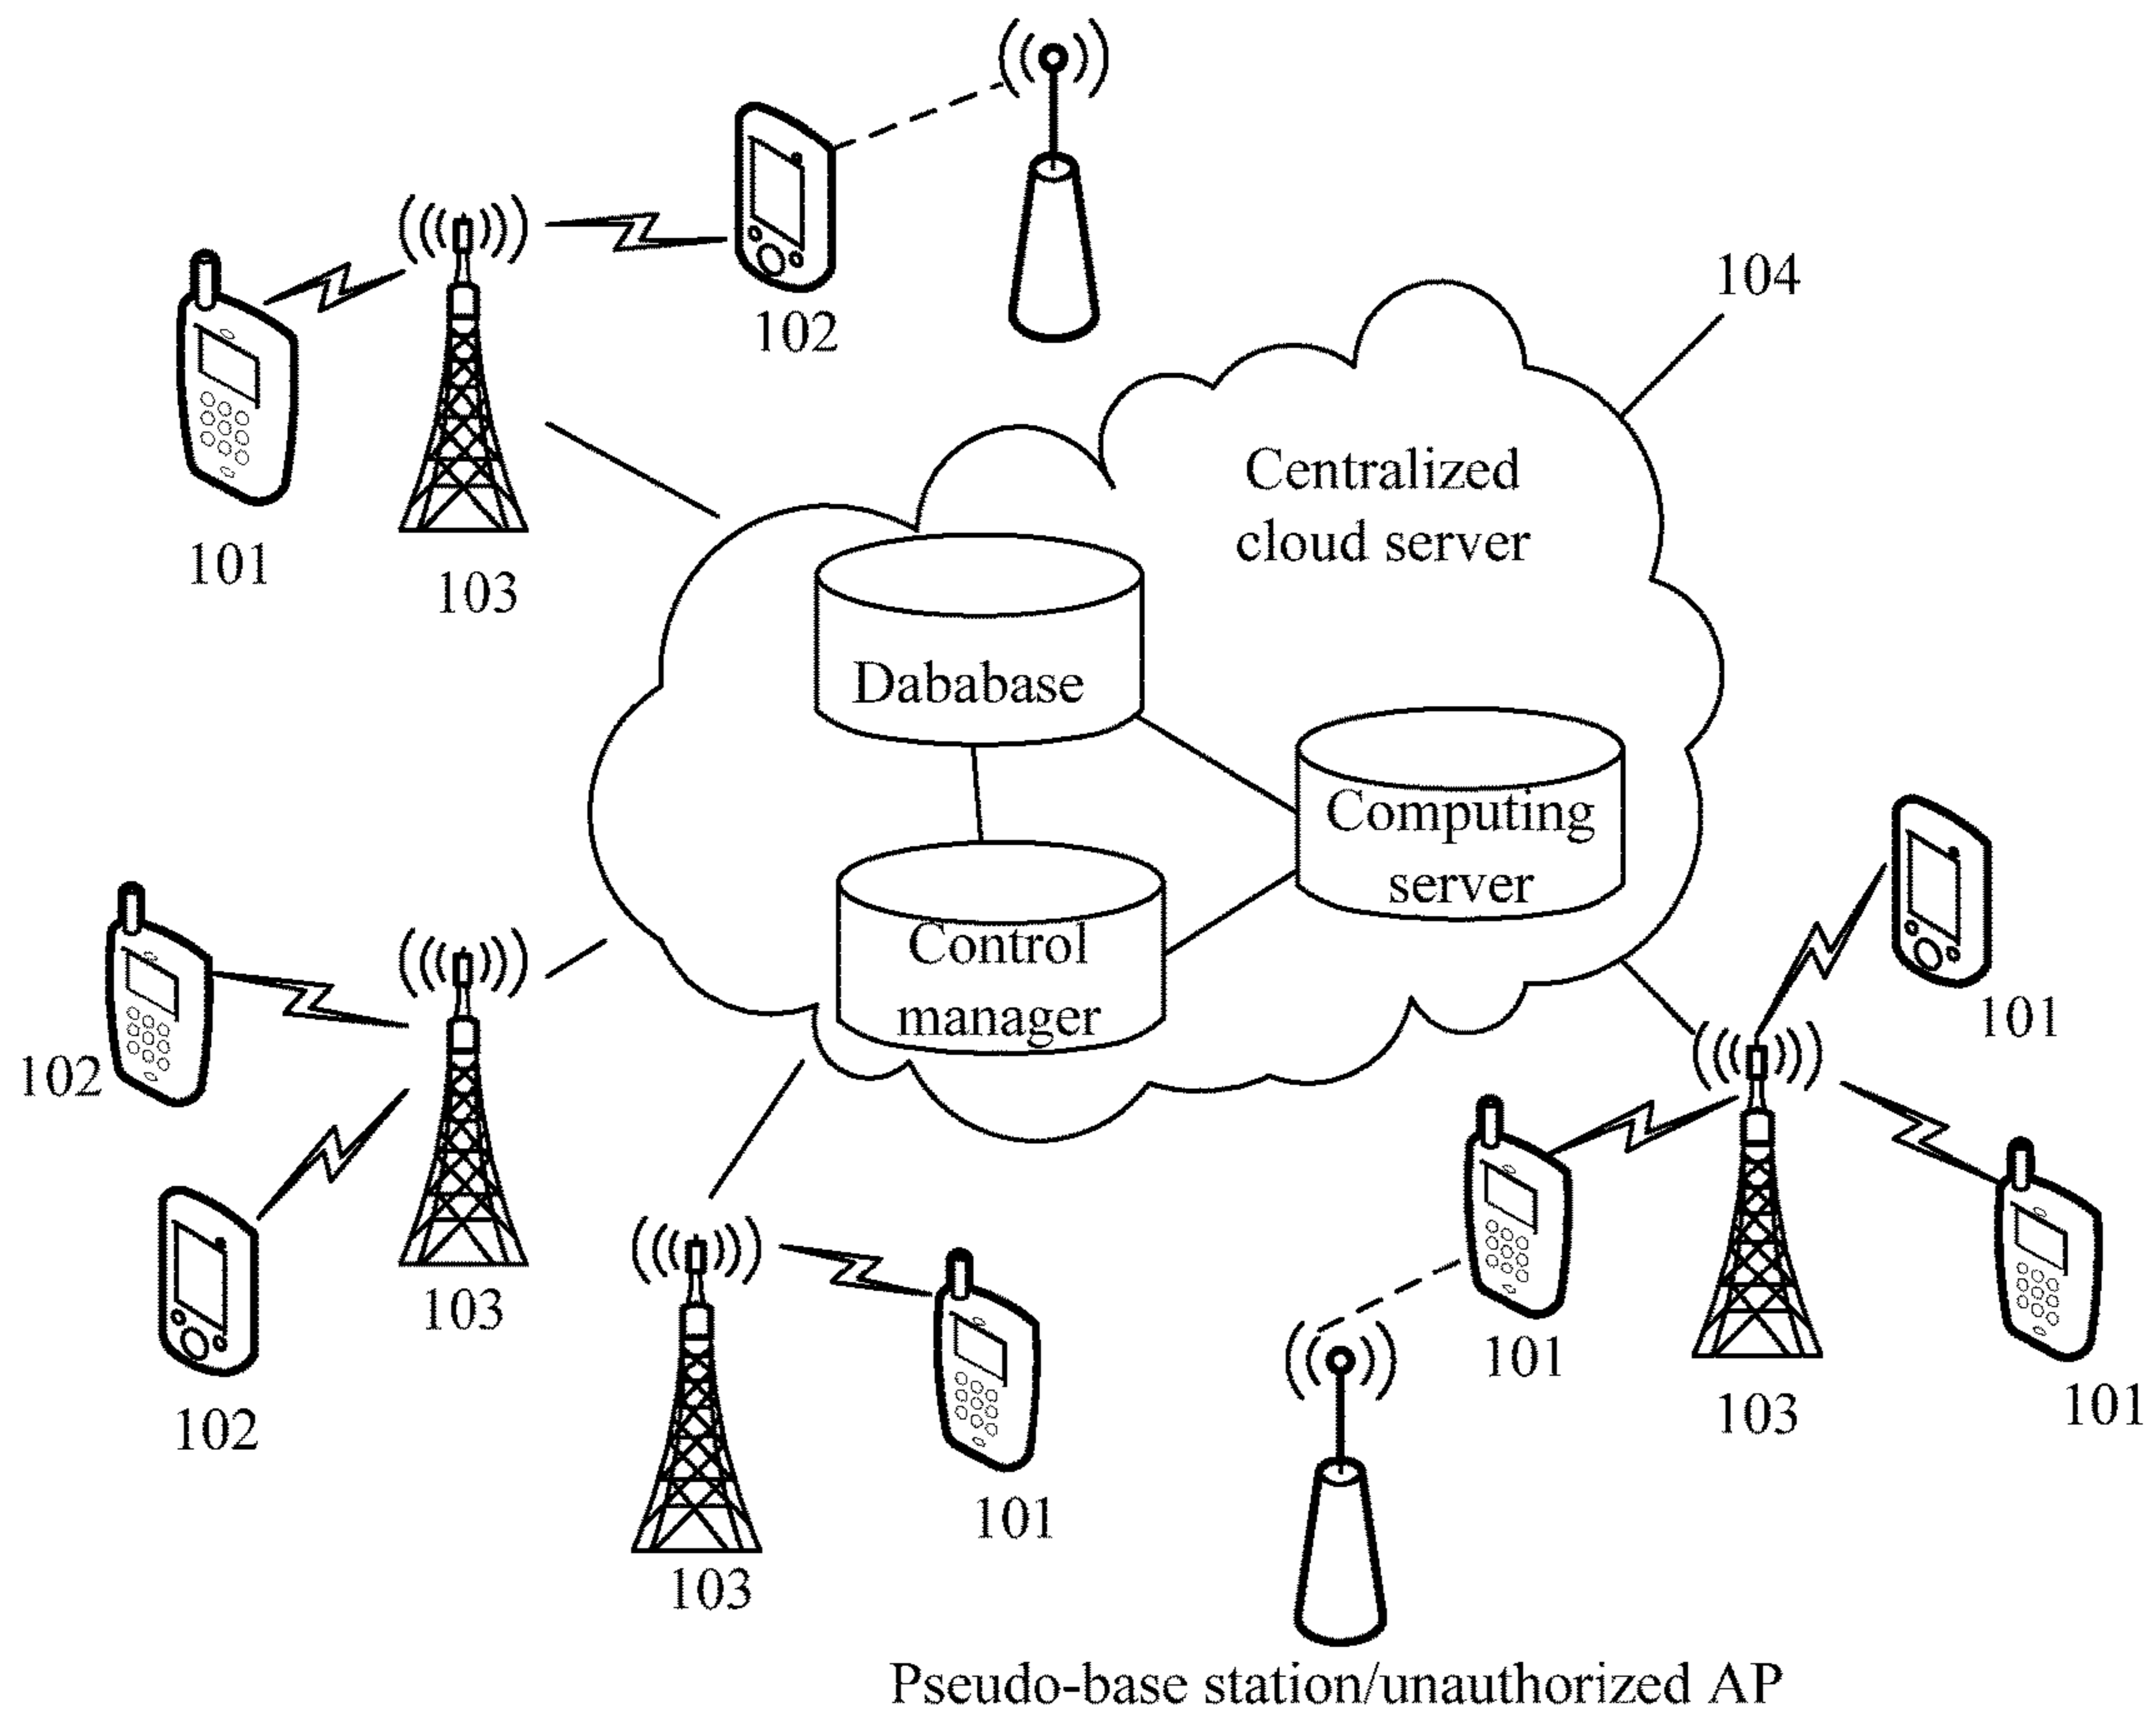 104
102
Centralized
cloud server
101
103
Dababase
Computing
server
Control
manager
101
102
103
101
101
102
103
101
103
101
Pseudo-base station/unauthorized AP